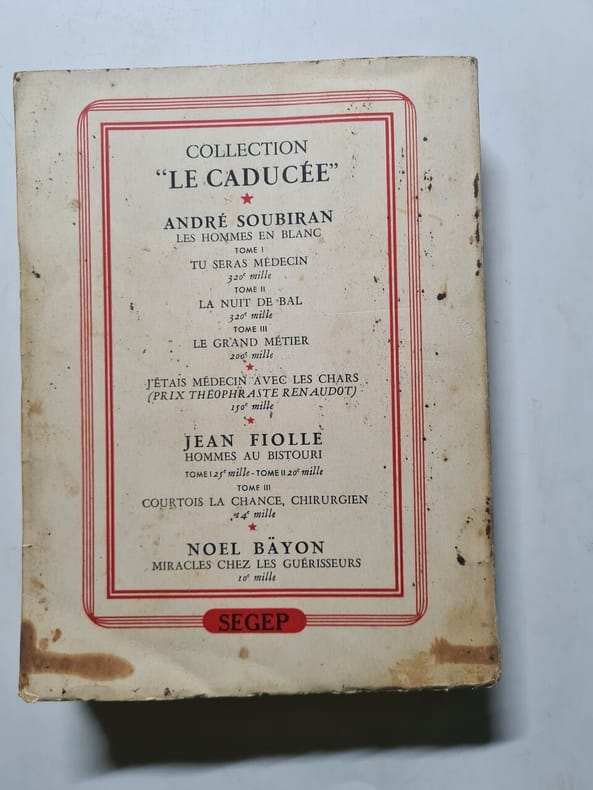 COLLECTION
"LE CADUCÉE"
ANDRÉ SOUBIRAN
LES HOMMES EN BLANC
TOME I
TU SERAS MÉDECIN
320e mille
TOME II
LA NUIT DE BAL
320e mille
TOME III
LE GRAND MÉTIER
200e mille
J'ÉTAIS MÉDECIN AVEC LES CHARS
(PRIX THÉOPHRASTE RENAUDOT)
150e mille
JEAN FIOLLE
HOMMES AU BISTOURI
TOME I 25e mille - TOME II 20e mille
TOME III
COURTOIS LA CHANCE, CHIRURGIEN
14e mille
NOEL BÄYON
MIRACLES CHEZ LES GUÉRISSEURS
10e mille
SEGEP